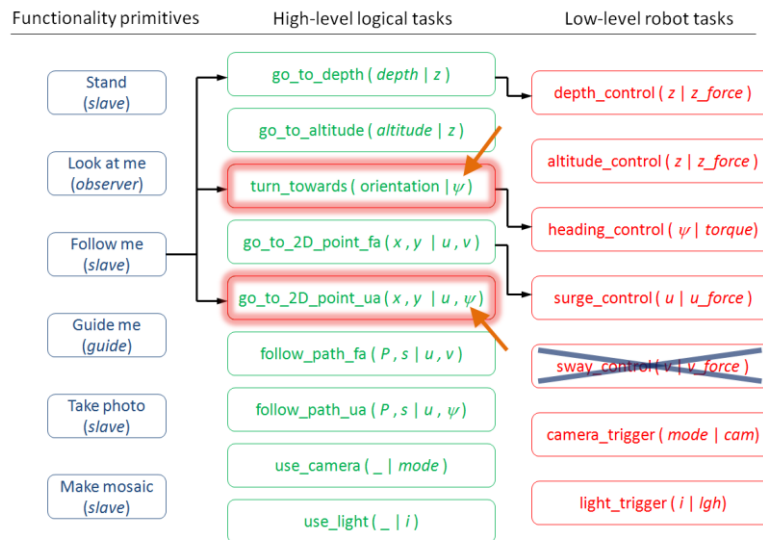 Functionality primitives
High-level logical tasks
Low-level robot tasks
Stand
(slave)
Look at me
(observer)
Follow me
(slave)
Guide me
(guide)
Take photo
(slave)
Make mosaic
(slave)
go_to_depth ( depth | z )
go_to_altitude ( altitude | z )
turn_towards ( orientation | ψ )
go_to_2D_point_fa ( x , y | u , v )
go_to_2D_point_ua ( x , y | u , ψ )
follow_path_fa ( P , s | u , v )
follow_path_ua ( P , s | u , ψ )
use_camera ( _ | mode )
use_light ( _ | i )
depth_control ( z | z_force )
altitude_control ( z | z_force )
heading_control ( ψ | torque )
surge_control ( u | u_force )
sway_control ( v | v_force )
camera_trigger ( mode | cam )
light_trigger ( i | lgh )